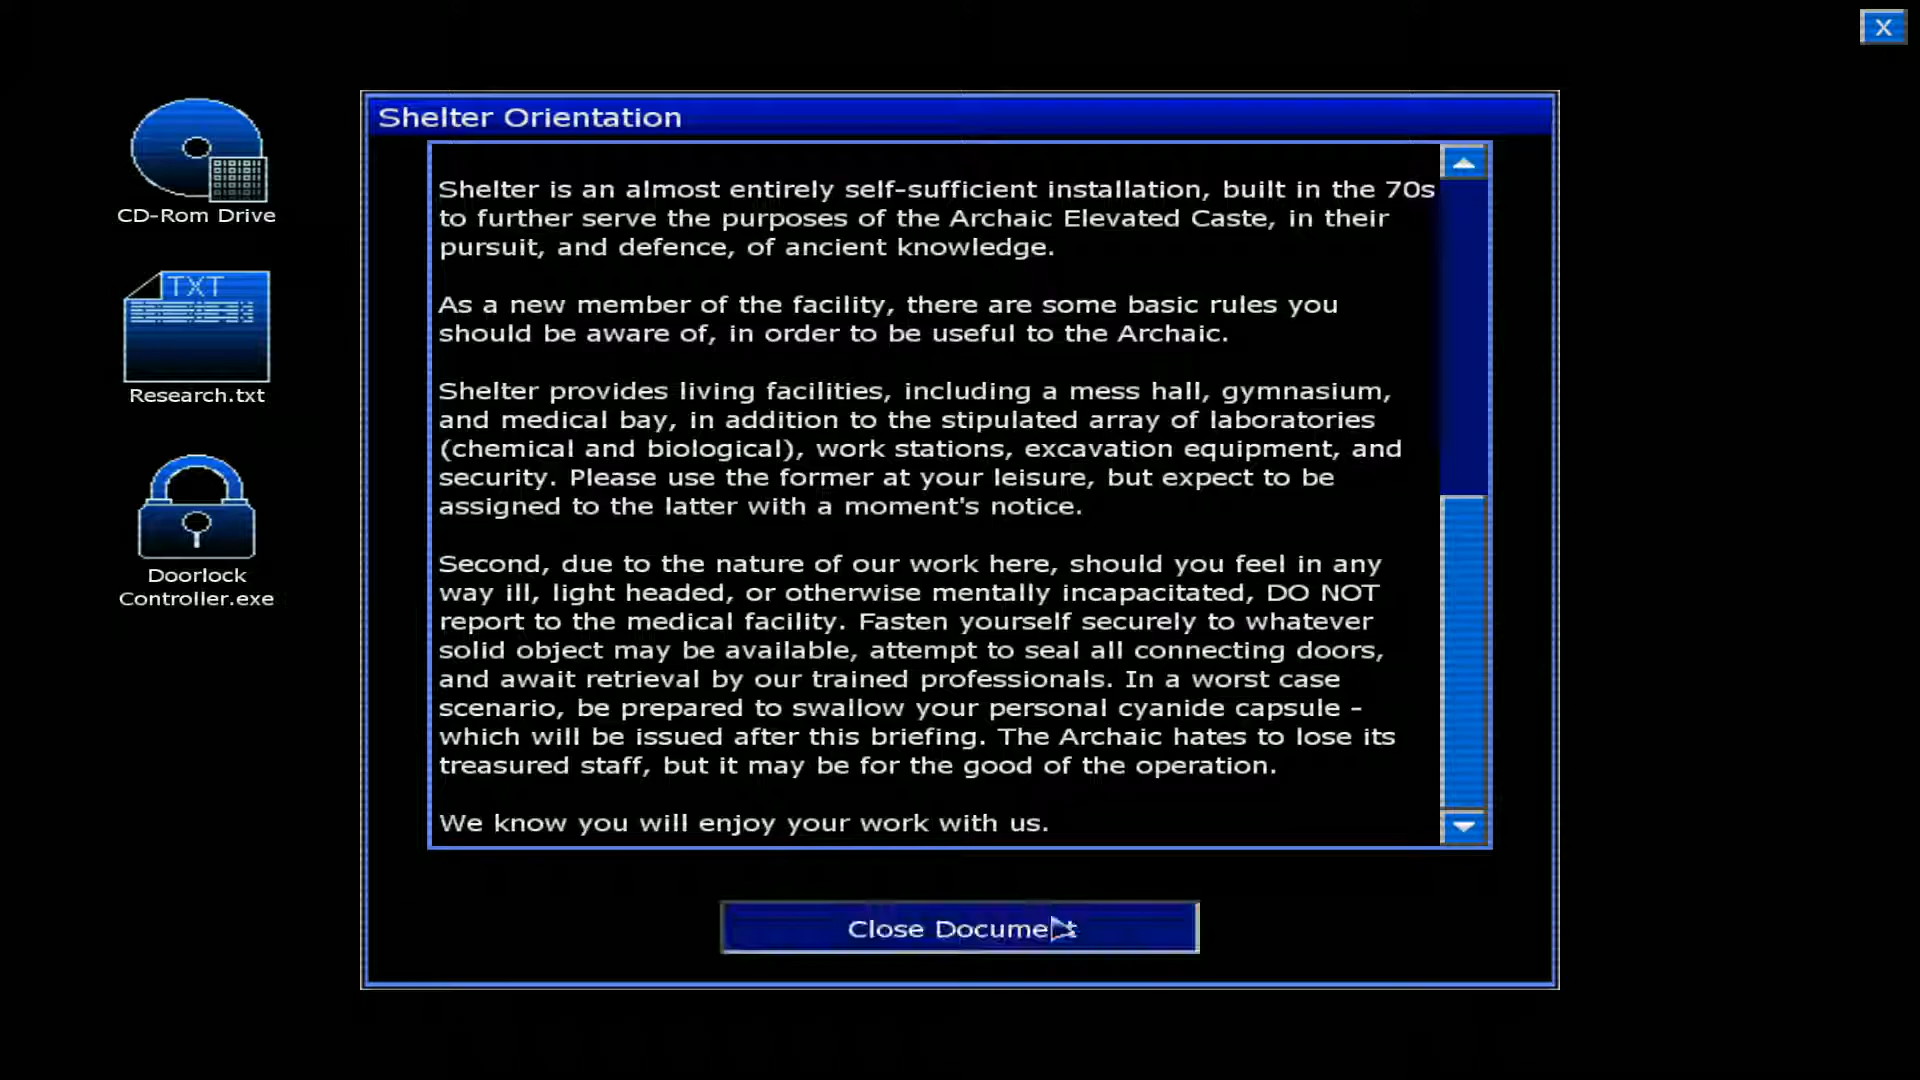 X
Shelter Orientation
CD-Rom Drive
TXT
Research.txt
Doorlock
Controller.exe
Shelter is an almost entirely self-sufficient installation, built in the 70s
to further serve the purposes of the Archaic Elevated Caste, in their
pursuit, and defence, of ancient knowledge.
As a new member of the facility, there are some basic rules you
should be aware of, in order to be useful to the Archaic.
Shelter provides living facilities, including a mess hall, gymnasium,
and medical bay, in addition to the stipulated array of laboratories
(chemical and biological), work stations, excavation equipment, and
security. Please use the former at your leisure, but expect to be
assigned to the latter with a moment's notice.
Second, due to the nature of our work here, should you feel in any
way ill, light headed, or otherwise mentally incapacitated, DO NOT
report to the medical facility. Fasten yourself securely to whatever
solid object may be available, attempt to seal all connecting doors,
and await retrieval by our trained professionals. In a worst case
scenario, be prepared to swallow your personal cyanide capsule -
which will be issued after this briefing. The Archaic hates to lose its
treasured staff, but it may be for the good of the operation.
We know you will enjoy your work with us.
Close Document